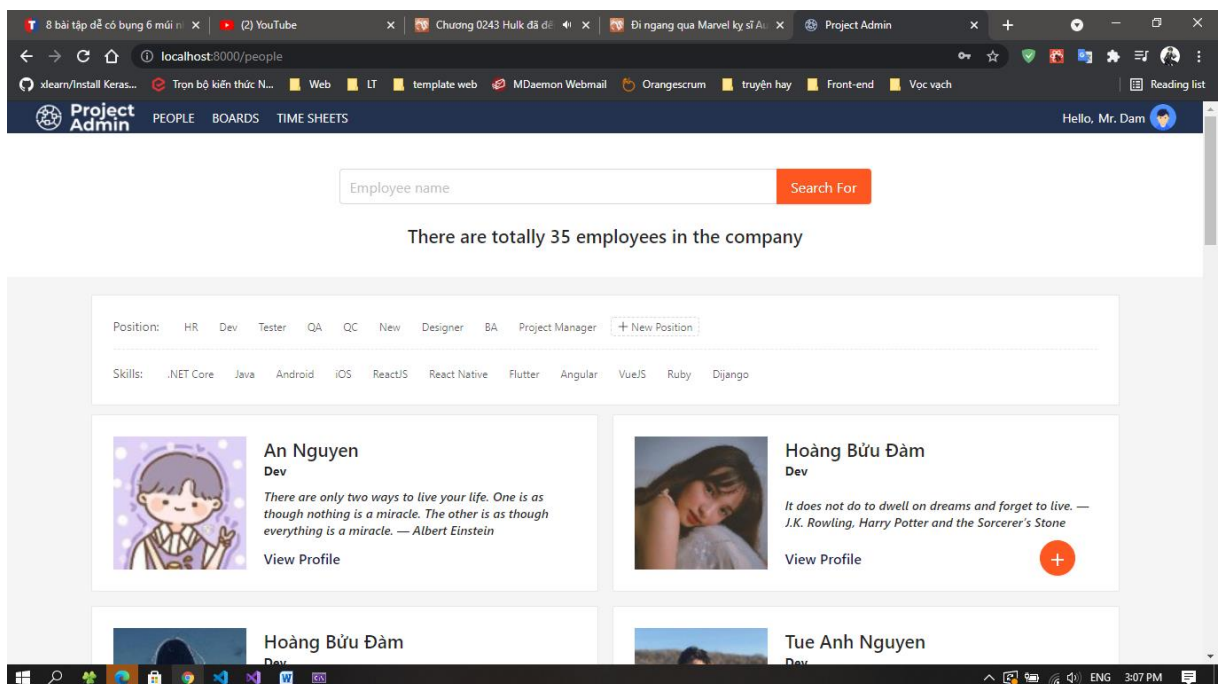 8 bài tập dễ có bụng 6 múi n
(2) YouTube
Chương 0243 Hulk đã đế
Đi ngang qua Marvel kỵ sĩ Au
Project Admin
localhost:8000/people
xlearn/Install Keras...
Trọn bộ kiến thức N...
Web
LT
template web
MDaemon Webmail
Orangescrum
truyện hay
Front-end
Vọc vạch
Reading list
Project
Admin
PEOPLE BOARDS TIME SHEETS
Hello, Mr. Dam
Employee name
Search For
There are totally 35 employees in the company
Position: HR Dev Tester QA QC New Designer BA Project Manager + New Position
Skills: .NET Core Java Android iOS ReactJS React Native Flutter Angular VueJS Ruby Dijango
An Nguyen
Dev
There are only two ways to live your life. One is as
though nothing is a miracle. The other is as though
everything is a miracle. — Albert Einstein
View Profile
Hoàng Bửu Đàm
Dev
It does not do to dwell on dreams and forget to live. —
J.K. Rowling, Harry Potter and the Sorcerer's Stone
View Profile
+
Hoàng Bửu Đàm
Dev
Tue Anh Nguyen
Dev
ENG 3:07 PM